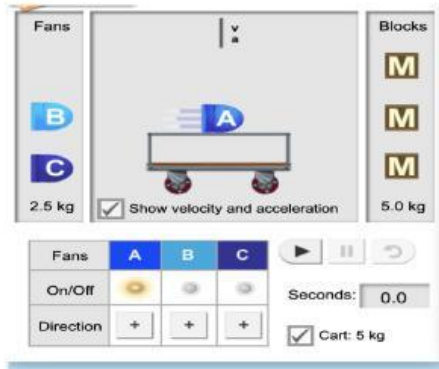 Fans
v
a
Blocks
B
C
2.5 kg
A
Show velocity and acceleration
M
M
M
5.0 kg
Fans A B C
On/Off
Direction + + +
Seconds: 0.0
Cart: 5 kg